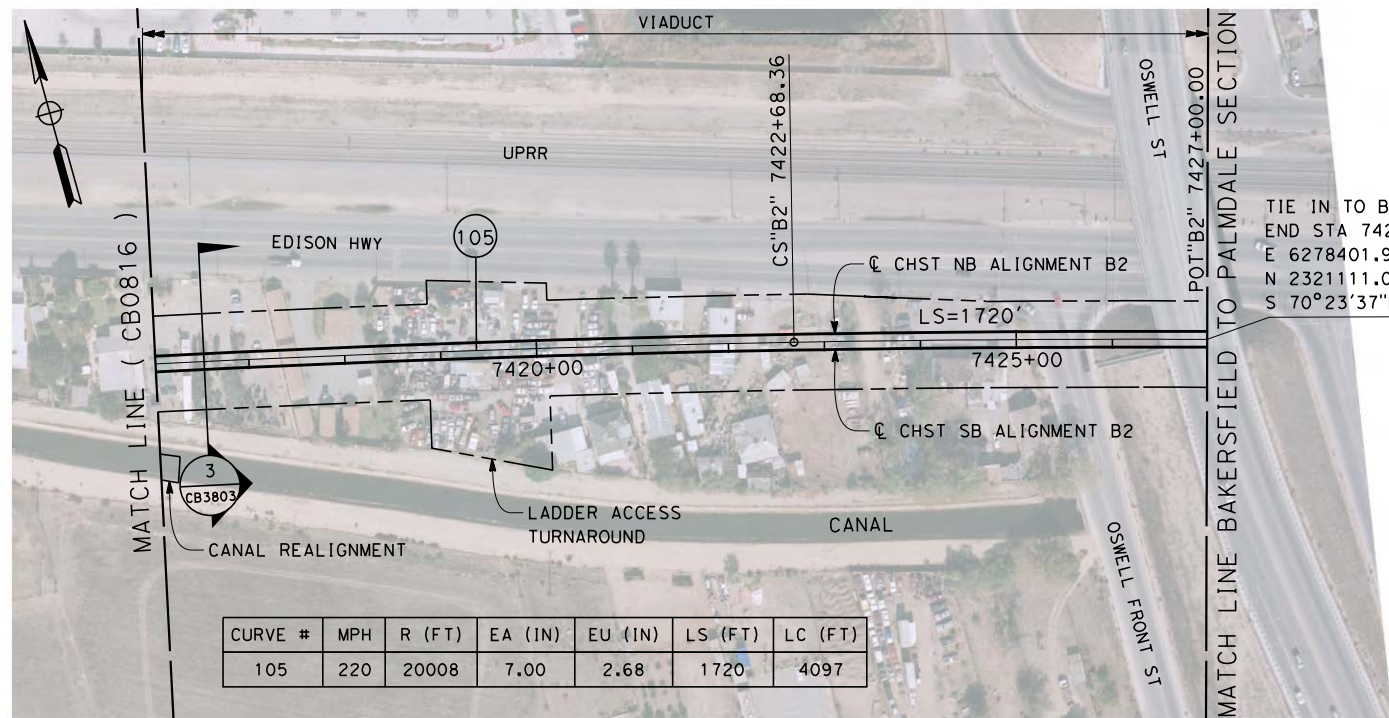 VIADUCT
OSWELL ST
CS"B2" 7422+68.36
POT"B2" 7427+00.00
MATCH LINE BAKERSFIELD TO PALMDALE SECTION
UPRR
MATCH LINE ( CB0816 )
EDISON HWY
105
TIE IN TO B
END STA 742
E 6278401.9
N 2321111.0
S 70°23'37"
℄ CHST NB ALIGNMENT B2
LS=1720'
7420+00
7425+00
℄ CHST SB ALIGNMENT B2
3
CB3803
LADDER ACCESS
TURNAROUND
CANAL
CANAL REALIGNMENT
OSWELL FRONT ST
CURVE # MPH R (FT) EA (IN) EU (IN) LS (FT) LC (FT)
105 220 20008 7.00 2.68 1720 4097